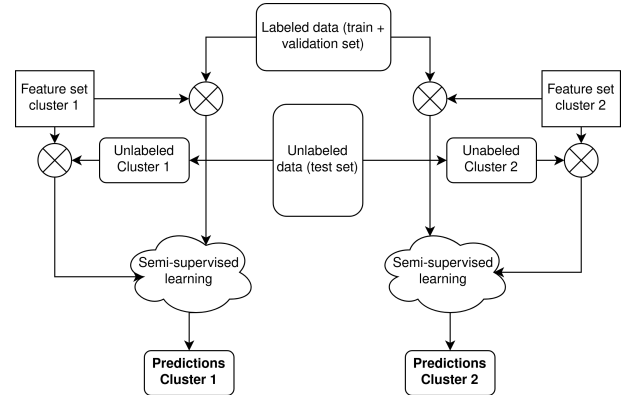 Labeled data (train +
validation set)
Feature set
cluster 1
Feature set
cluster 2
Unlabeled
Cluster 1
Unlabeled
data (test set)
Unabeled
Cluster 2
Semi-supervised
learning
Semi-supervised
learning
Predictions
Cluster 1
Predictions
Cluster 2